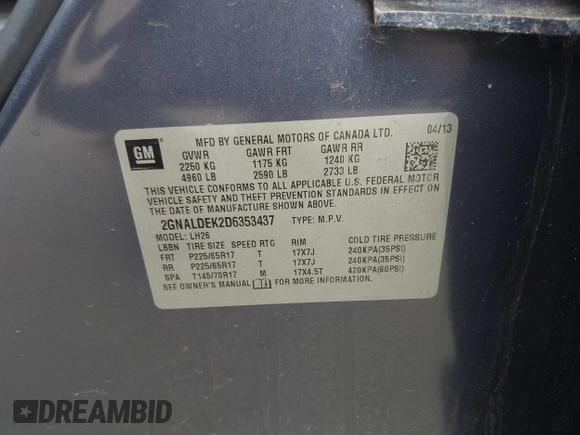 GM
MFD BY GENERAL MOTORS OF CANADA LTD. 04/13
GVWR GAWR FRT GAWR RR
2250 KG 1175 KG 1240 KG
4960 LB 2590 LB 2733 LB
THIS VEHICLE CONFORMS TO ALL APPLICABLE U.S. FEDERAL MOTOR
VEHICLE SAFETY AND THEFT PREVENTION STANDARDS IN EFFECT ON
THE DATE OF MANUFACTURE SHOWN ABOVE.
2GNALDEK2D6353437 TYPE: M.P.V.
MODEL: LH26
LBBN TIRE SIZE SPEED RTG RIM COLD TIRE PRESSURE
FRT P225/65R17 T 17X7J 240KPA(35PSI)
RR P225/65R17 T 17X7J 240KPA(35PSI)
SPA T145/70R17 M 17X4.5T 420KPA(60PSI)
SEE OWNER'S MANUAL FOR MORE INFORMATION.
DREAMBID